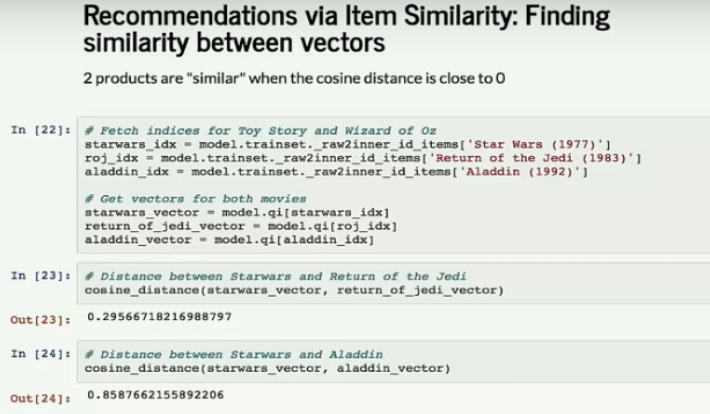 Recommendations via Item Similarity: Finding
similarity between vectors
2 products are "similar" when the cosine distance is close to 0
In [22]:
# Fetch indices for Toy Story and Wizard of Oz
starwars_idx = model.trainset._raw2inner_id_items['Star Wars (1977)']
roj_idx = model.trainset._raw2inner_id_items['Return of the Jedi (1983)']
aladdin_idx = model.trainset._raw2inner_id_items['Aladdin (1992)']
# Get vectors for both movies
starwars_vector = model.qi[starwars_idx]
return_of_jedi_vector = model.qi[roj_idx]
aladdin_vector = model.qi[aladdin_idx]
In [23]:
# Distance between Starwars and Return of the Jedi
cosine_distance(starwars_vector, return_of_jedi_vector)
Out[23]: 0.29566718216988797
In [24]:
# Distance between Starwars and Aladdin
cosine_distance(starwars_vector, aladdin_vector)
Out[24]: 0.8587662155892206